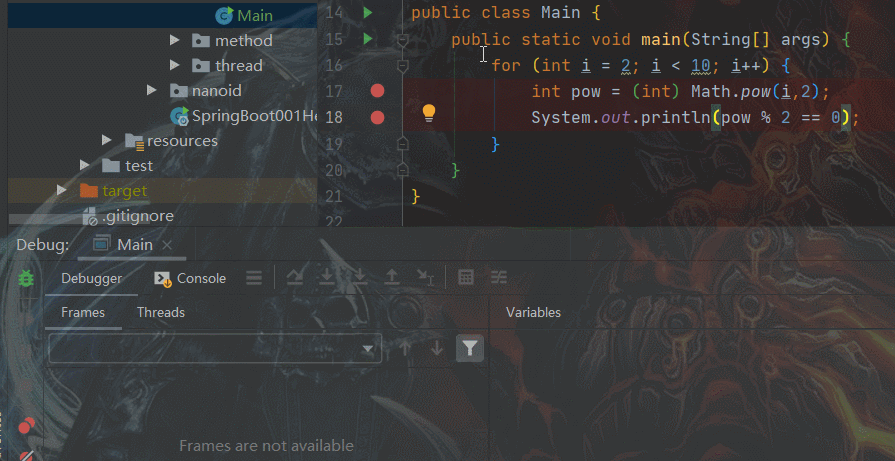 Main
method
thread
nanoid
SpringBoot001He
resources
test
target
.gitignore
14 public class Main {
15 public static void main(String[] args) {
16 for (int i = 2; i < 10; i++) {
17 int pow = (int) Math.pow(i,2);
18 System.out.println(pow % 2 == 0);
19 }
20 }
21 }
22
Debug: Main
Debugger Console
Frames Threads Variables
Frames are not available